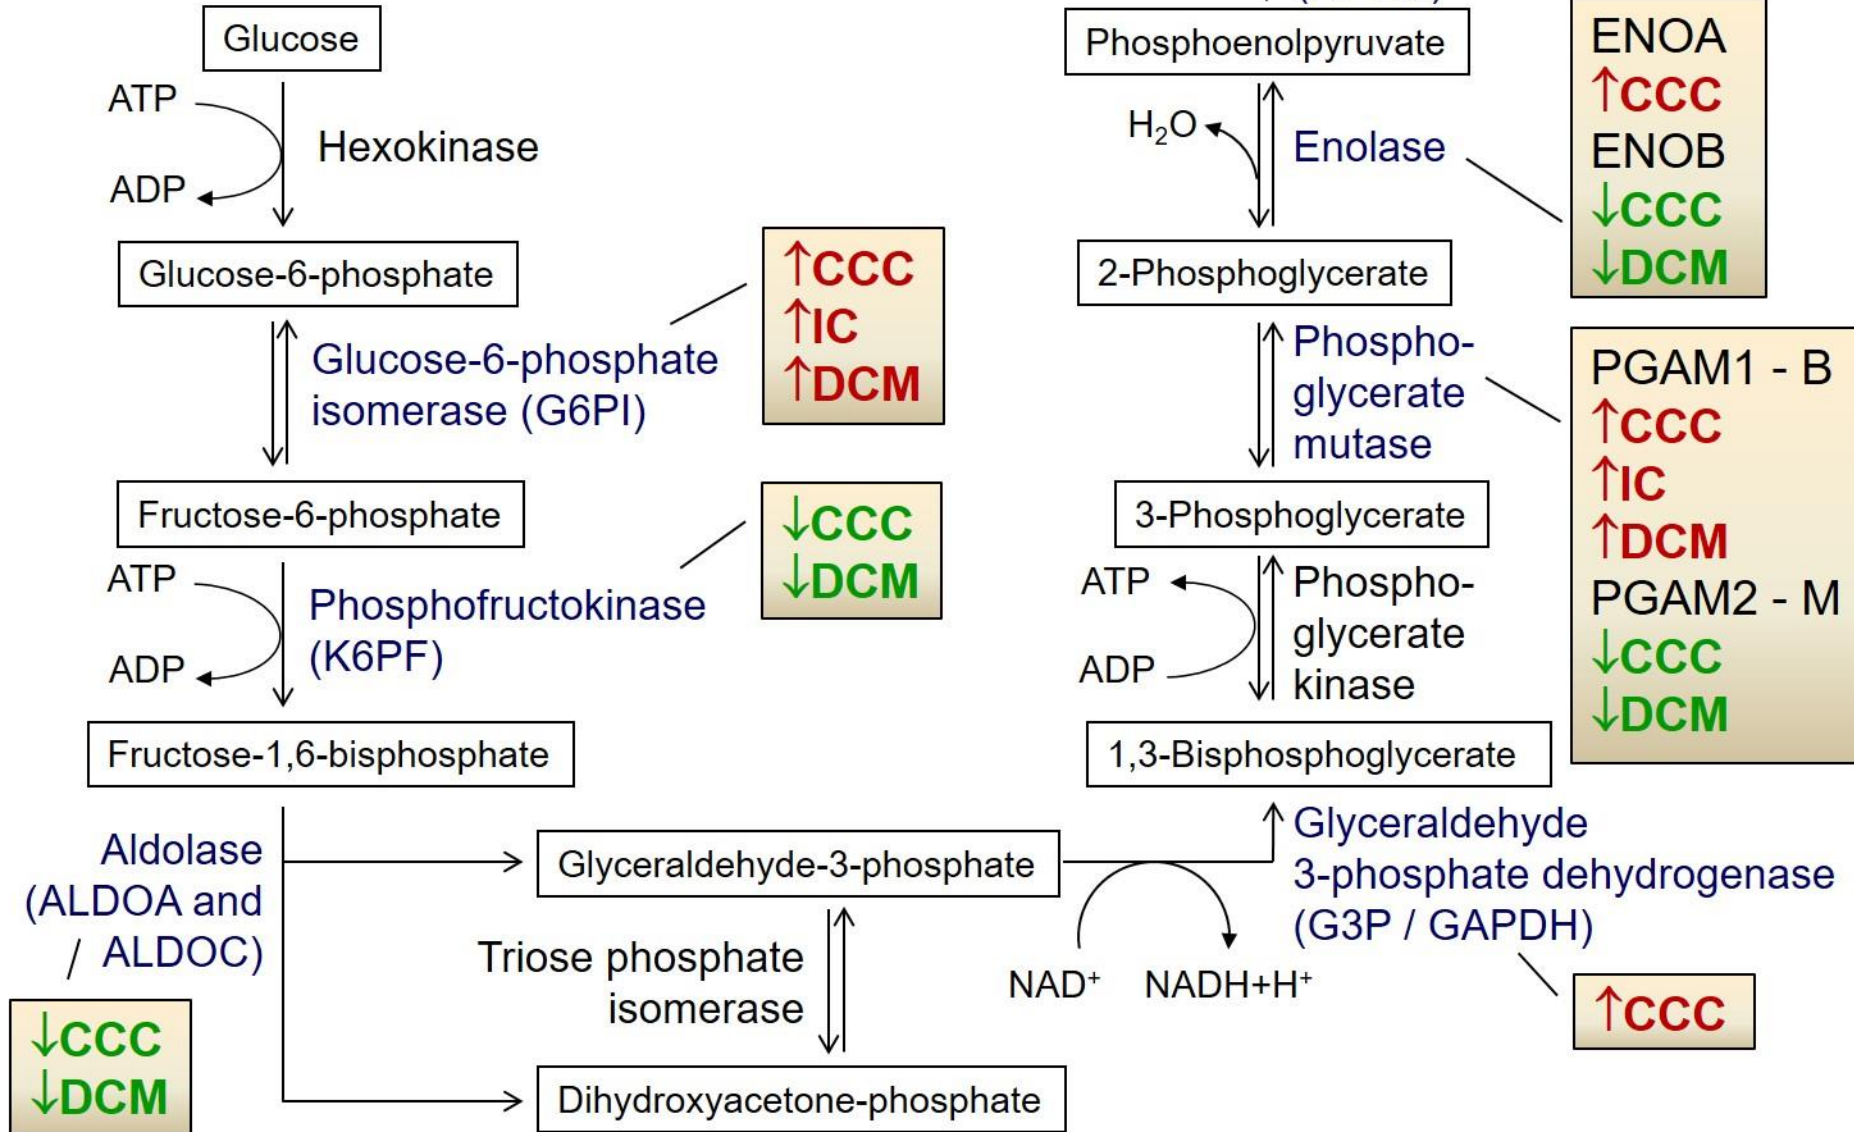 Glucose
ATP
ADP
Hexokinase
Glucose-6-phosphate
Glucose-6-phosphate
isomerase (G6PI)
↑CCC
↑IC
↑DCM
Fructose-6-phosphate
ATP
ADP
Phosphofructokinase
(K6PF)
↓CCC
↓DCM
Fructose-1,6-bisphosphate
Aldolase
(ALDOA and
ALDOC)
↓CCC
↓DCM
Glyceraldehyde-3-phosphate
Triose phosphate
isomerase
Dihydroxyacetone-phosphate
NAD⁺
NADH+H⁺
Glyceraldehyde
3-phosphate dehydrogenase
(G3P / GAPDH)
↑CCC
1,3-Bisphosphoglycerate
ATP
ADP
Phospho-
glycerate
kinase
3-Phosphoglycerate
Phospho-
glycerate
mutase
PGAM1 - B
↑CCC
↑IC
↑DCM
PGAM2 - M
↓CCC
↓DCM
2-Phosphoglycerate
H₂O
Enolase
ENOA
↑CCC
ENOB
↓CCC
↓DCM
Phosphoenolpyruvate